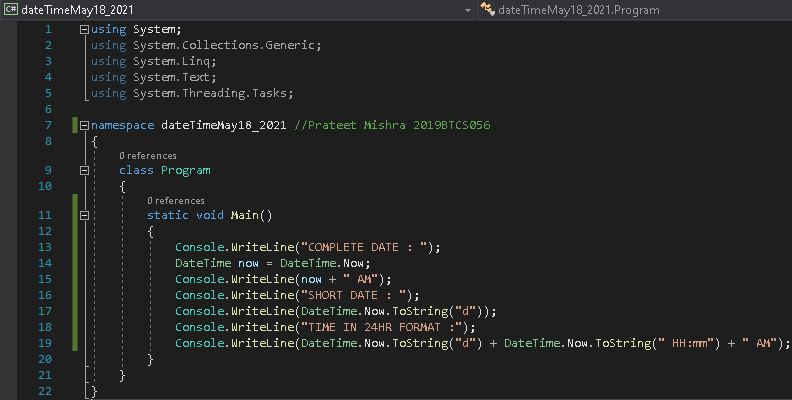 C# dateTimeMay18_2021 dateTimeMay18_2021.Program
1 using System;
2 using System.Collections.Generic;
3 using System.Linq;
4 using System.Text;
5 using System.Threading.Tasks;
6
7 namespace dateTimeMay18_2021 //Prateet Mishra 2019BTCS056
8 {
0 references
9 class Program
10 {
0 references
11 static void Main()
12 {
13 Console.WriteLine("COMPLETE DATE : ");
14 DateTime now = DateTime.Now;
15 Console.WriteLine(now + " AM");
16 Console.WriteLine("SHORT DATE : ");
17 Console.WriteLine(DateTime.Now.ToString("d"));
18 Console.WriteLine("TIME IN 24HR FORMAT :");
19 Console.WriteLine(DateTime.Now.ToString("d") + DateTime.Now.ToString(" HH:mm") + " AM");
20 }
21 }
22 }